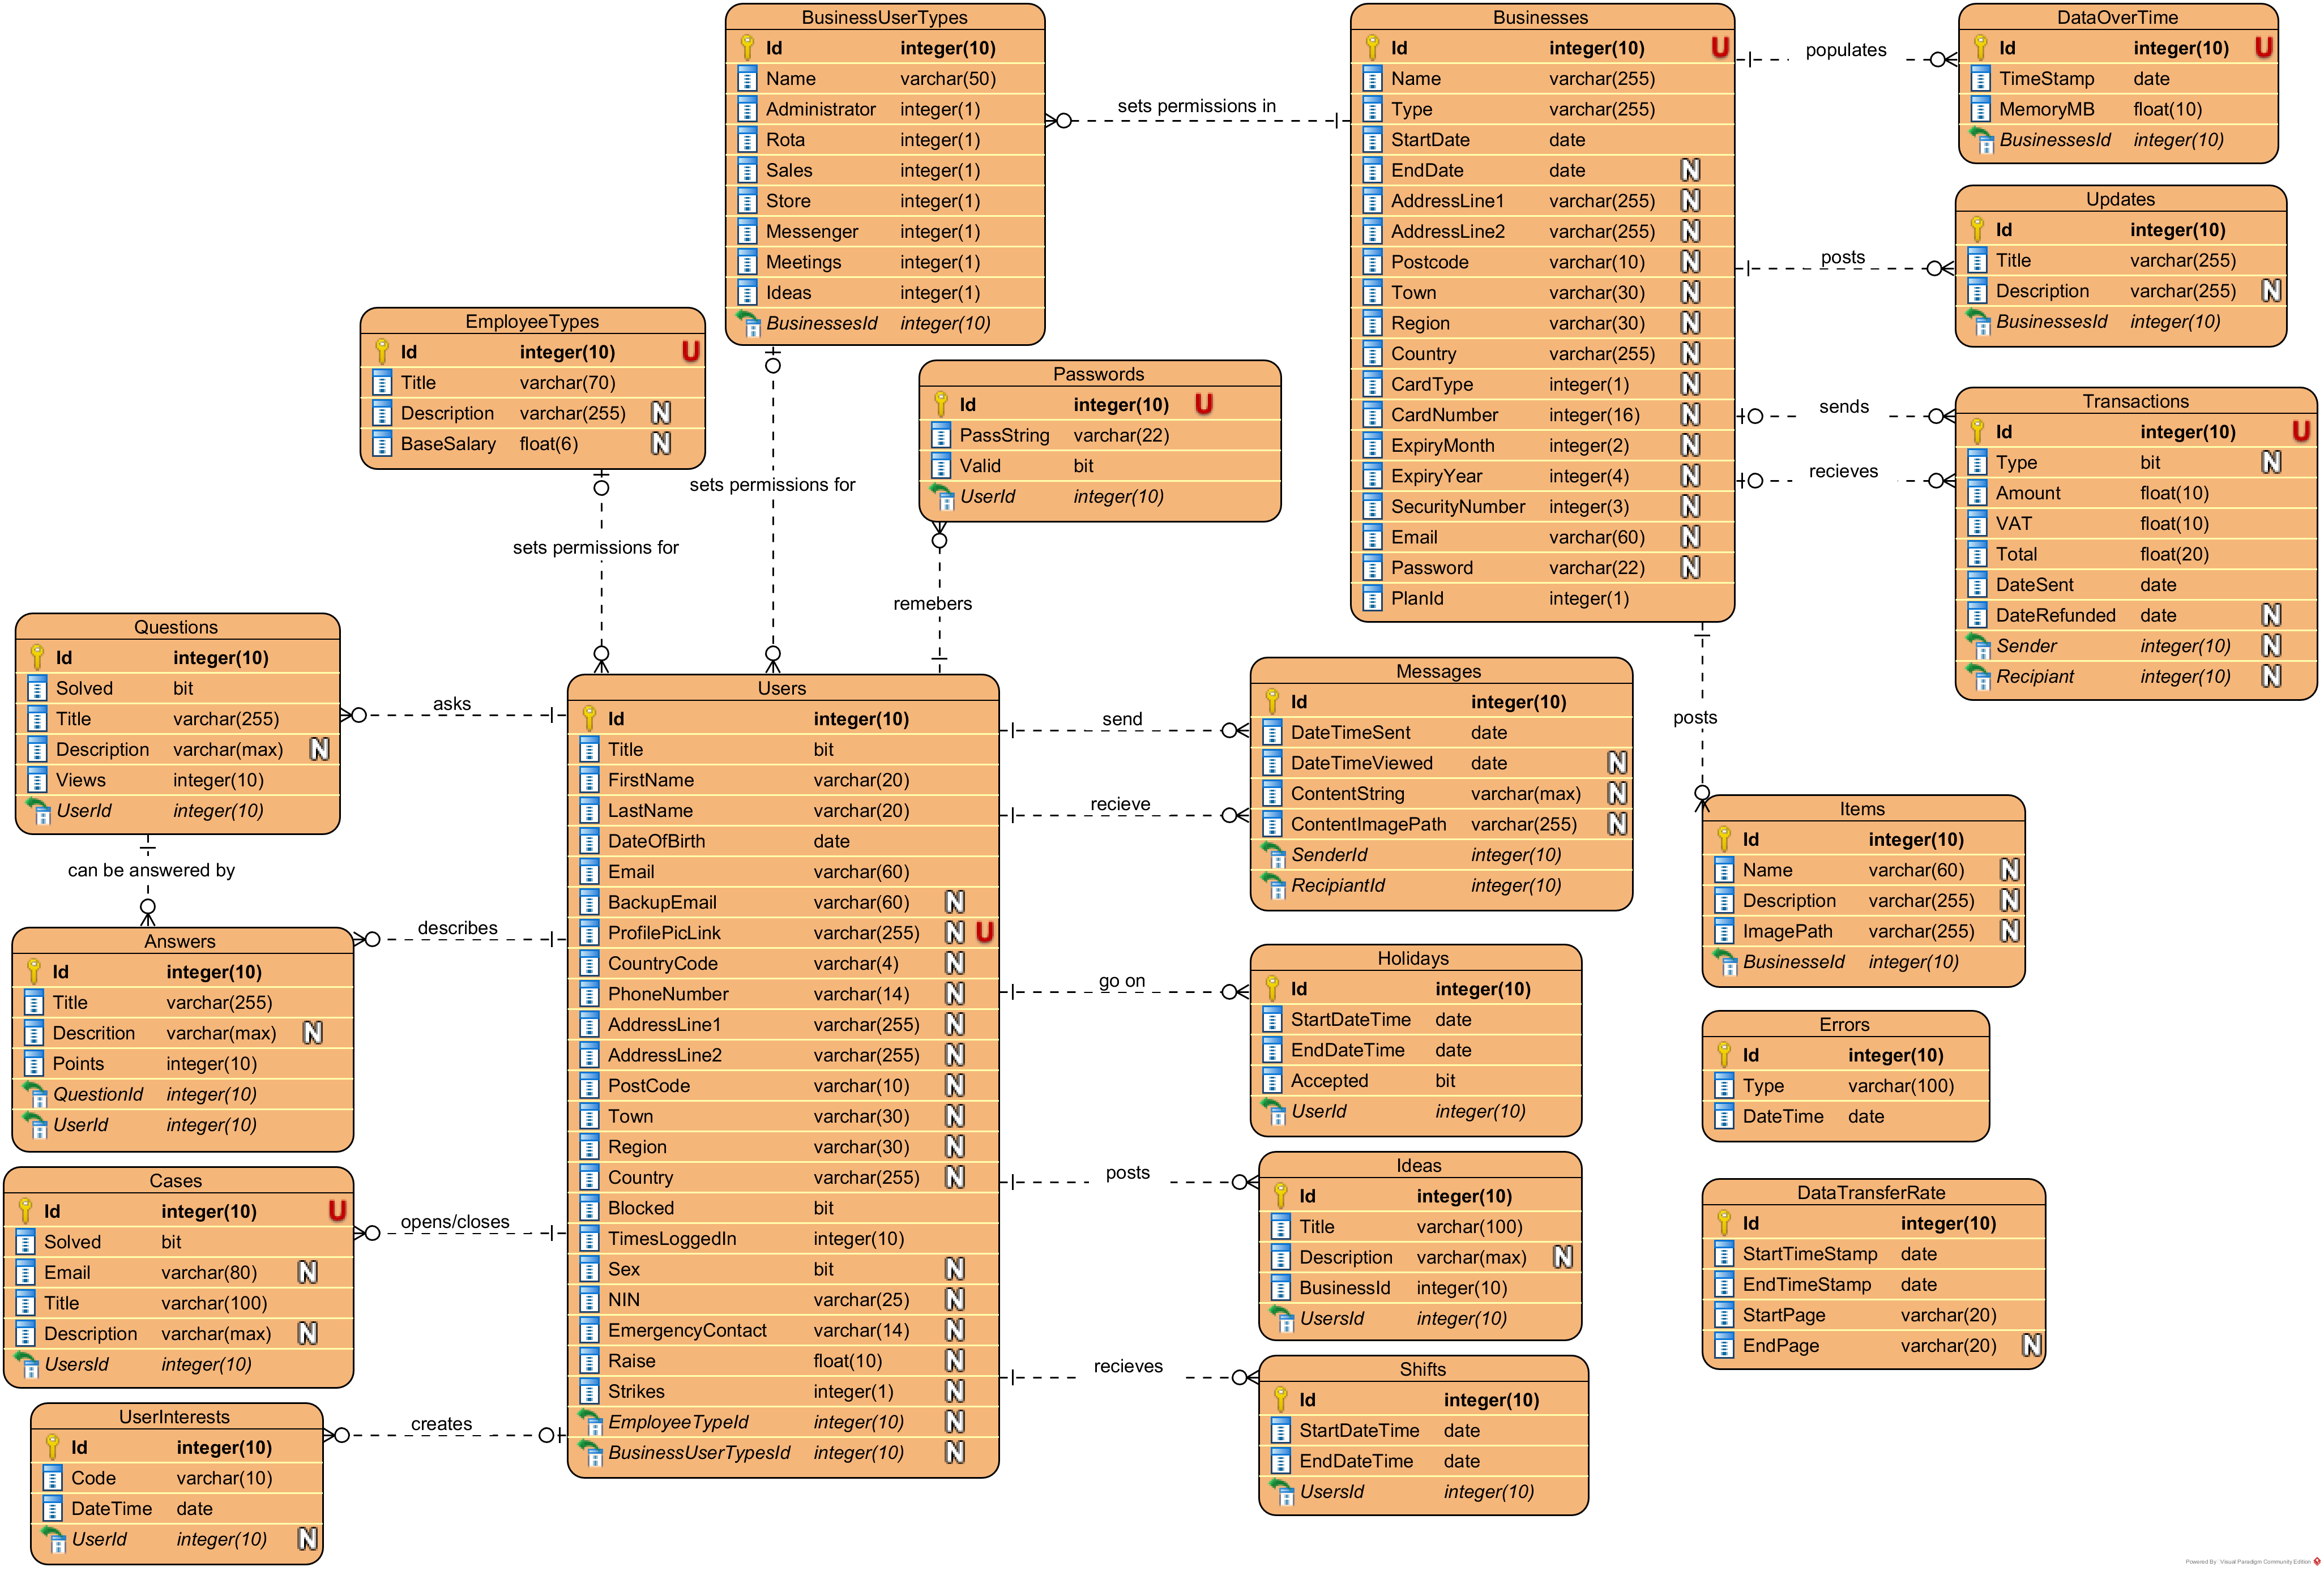 BusinessUserTypes
Id integer(10)
Name varchar(50)
Administrator integer(1)
Rota integer(1)
Sales integer(1)
Store integer(1)
Messenger integer(1)
Meetings integer(1)
Ideas integer(1)
BusinessesId integer(10)
sets permissions in
Businesses
Id integer(10) U
Name varchar(255)
Type varchar(255)
StartDate date
EndDate date N
AddressLine1 varchar(255) N
AddressLine2 varchar(255) N
Postcode varchar(10) N
Town varchar(30) N
Region varchar(30) N
Country varchar(255) N
CardType integer(1) N
CardNumber integer(16) N
ExpiryMonth integer(2) N
ExpiryYear integer(4) N
SecurityNumber integer(3) N
Email varchar(60) N
Password varchar(22) N
PlanId integer(1)
populates
posts
sends
recieves
DataOverTime
Id integer(10) U
TimeStamp date
MemoryMB float(10)
BusinessesId integer(10)
Updates
Id integer(10)
Title varchar(255)
Description varchar(255) N
BusinessesId integer(10)
Transactions
Id integer(10) U
Type bit N
Amount float(10)
VAT float(10)
Total float(20)
DateSent date
DateRefunded date N
Sender integer(10) N
Recipiant integer(10) N
EmployeeTypes
Id integer(10) U
Title varchar(70)
Description varchar(255) N
BaseSalary float(6) N
sets permissions for
sets permissions for
Passwords
Id integer(10) U
PassString varchar(22)
Valid bit
UserId integer(10)
remebers
Questions
Id integer(10)
Solved bit
Title varchar(255)
Description varchar(max) N
Views integer(10)
UserId integer(10)
asks
can be answered by
Answers
Id integer(10)
Title varchar(255)
Descrition varchar(max) N
Points integer(10)
QuestionId integer(10)
UserId integer(10)
describes
Cases
Id integer(10) U
Solved bit
Email varchar(80) N
Title varchar(100)
Description varchar(max) N
UsersId integer(10)
opens/closes
UserInterests
Id integer(10)
Code varchar(10)
DateTime date
UserId integer(10) N
creates
Users
Id integer(10)
Title bit
FirstName varchar(20)
LastName varchar(20)
DateOfBirth date
Email varchar(60)
BackupEmail varchar(60) N
ProfilePicLink varchar(255) N U
CountryCode varchar(4) N
PhoneNumber varchar(14) N
AddressLine1 varchar(255) N
AddressLine2 varchar(255) N
PostCode varchar(10) N
Town varchar(30) N
Region varchar(30) N
Country varchar(255) N
Blocked bit
TimesLoggedIn integer(10)
Sex bit N
NIN varchar(25) N
EmergencyContact varchar(14) N
Raise float(10) N
Strikes integer(1) N
EmployeeTypeId integer(10) N
BusinessUserTypesId integer(10) N
send
recieve
go on
posts
recieves
Messages
Id integer(10)
DateTimeSent date
DateTimeViewed date N
ContentString varchar(max) N
ContentImagePath varchar(255) N
SenderId integer(10)
RecipiantId integer(10)
Holidays
Id integer(10)
StartDateTime date
EndDateTime date
Accepted bit
UserId integer(10)
Ideas
Id integer(10)
Title varchar(100)
Description varchar(max) N
BusinessId integer(10)
UsersId integer(10)
Shifts
Id integer(10)
StartDateTime date
EndDateTime date
UsersId integer(10)
posts
Items
Id integer(10)
Name varchar(60) N
Description varchar(255) N
ImagePath varchar(255) N
BusinesseId integer(10)
Errors
Id integer(10)
Type varchar(100)
DateTime date
DataTransferRate
Id integer(10)
StartTimeStamp date
EndTimeStamp date
StartPage varchar(20)
EndPage varchar(20) N
Powered By Visual Paradigm Community Edition